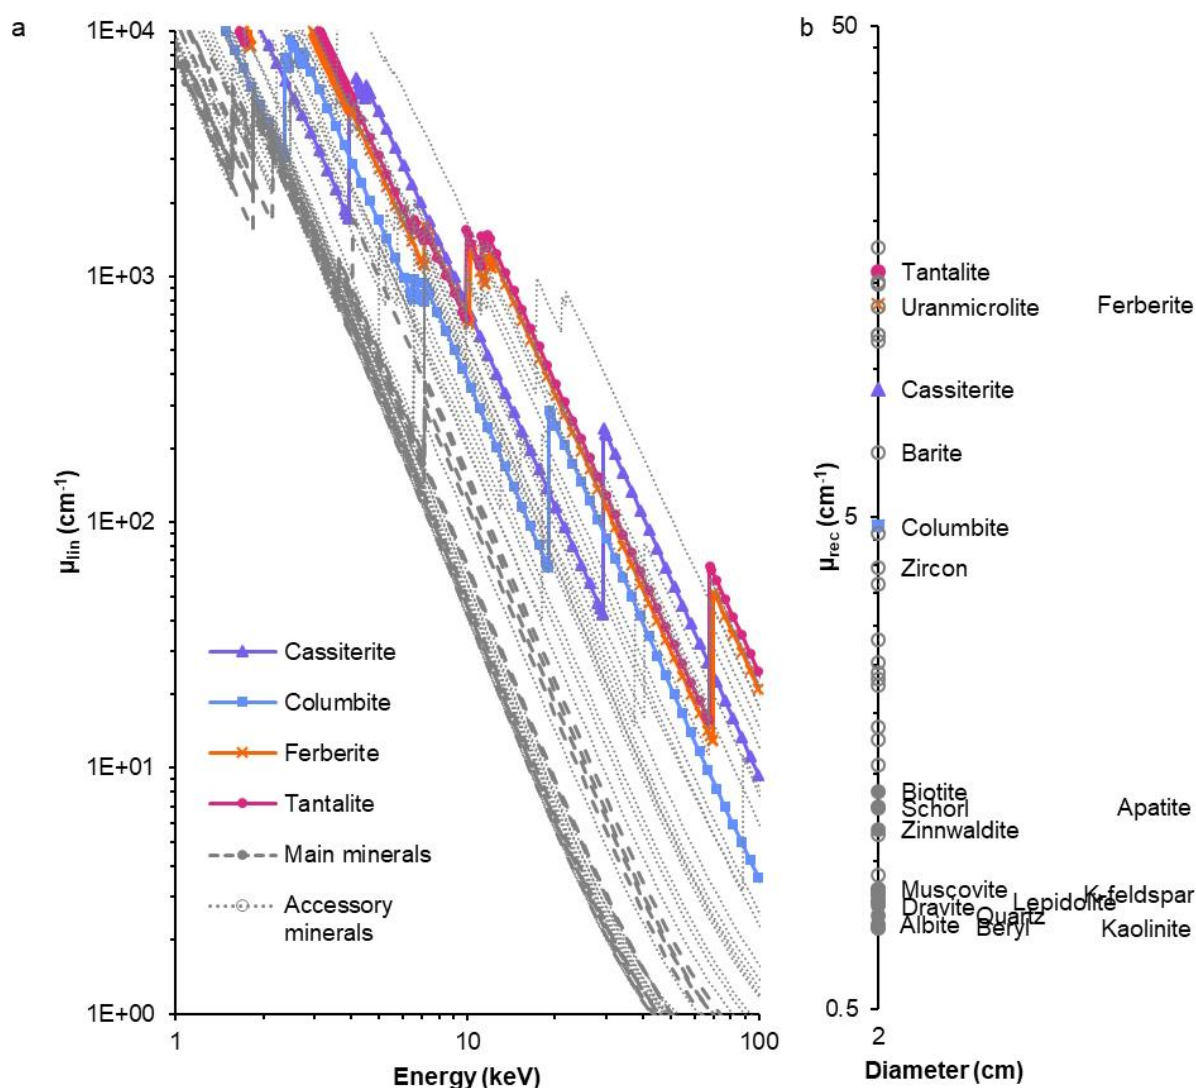 a
b
1E+04
1E+03
1E+02
1E+01
1E+00
μlin (cm-1)
Cassiterite
Columbite
Ferberite
Tantalite
Main minerals
Accessory
minerals
1
10
100
Energy (keV)
50
5
0.5
μrec (cm-1)
Tantalite
Uranmicrolite Ferberite
Cassiterite
Barite
Columbite
Zircon
Biotite
Schorl Apatite
Zinnwaldite
Muscovite K-feldspar
Dravite Lepidolite
Quartz
Albite Beryl Kaolinite
2
Diameter (cm)